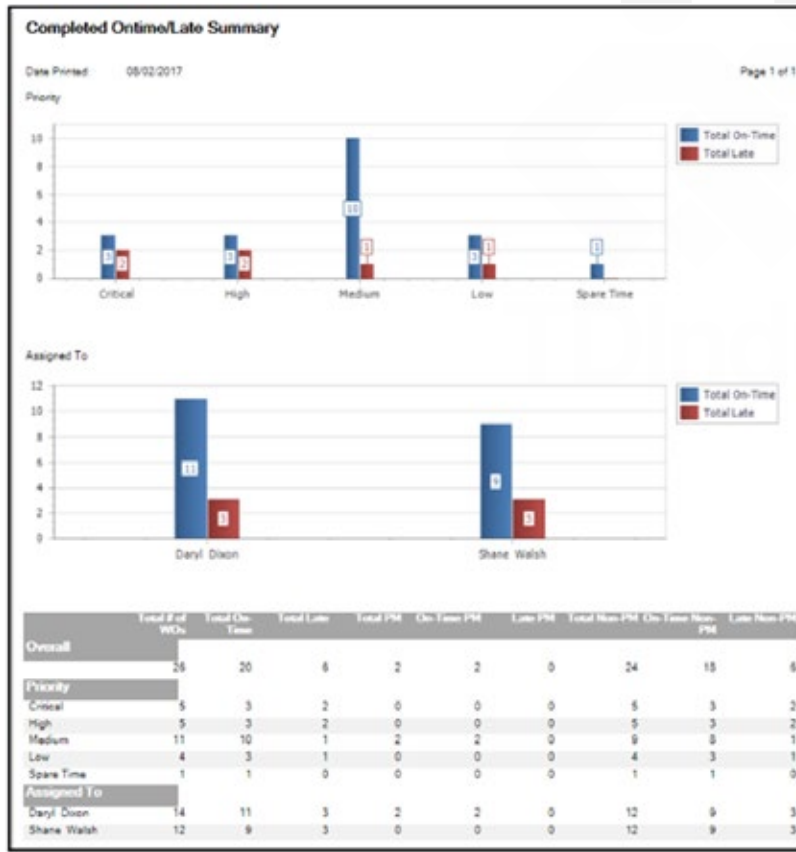 Completed Ontime/Late Summary
Date Printed 08/02/2017 Page 1 of 1
Priority
10
8
6
4
2
0
3 2 3 2 10 1 3 1 1
Critical High Medium Low Spare Time
Total On-Time
Total Late
Assigned To
12
10
8
6
4
2
0
11 3 9 3
Daryl Dixon Shane Walsh
Total On-Time
Total Late
Total # of WOs Total On-Time Total Late Total PM On-Time PM Late PM Total Non-PM On-Time Non-PM Late Non-PM
Overall
26 20 6 2 2 0 24 18 6
Priority
Critical 5 3 2 0 0 0 5 3 2
High 5 3 2 0 0 0 5 3 2
Medium 11 10 1 2 2 0 9 8 1
Low 4 3 1 0 0 0 4 3 1
Spare Time 1 1 0 0 0 0 1 1 0
Assigned To
Daryl Dixon 14 11 3 2 2 0 12 9 3
Shane Walsh 12 9 3 0 0 0 12 9 3